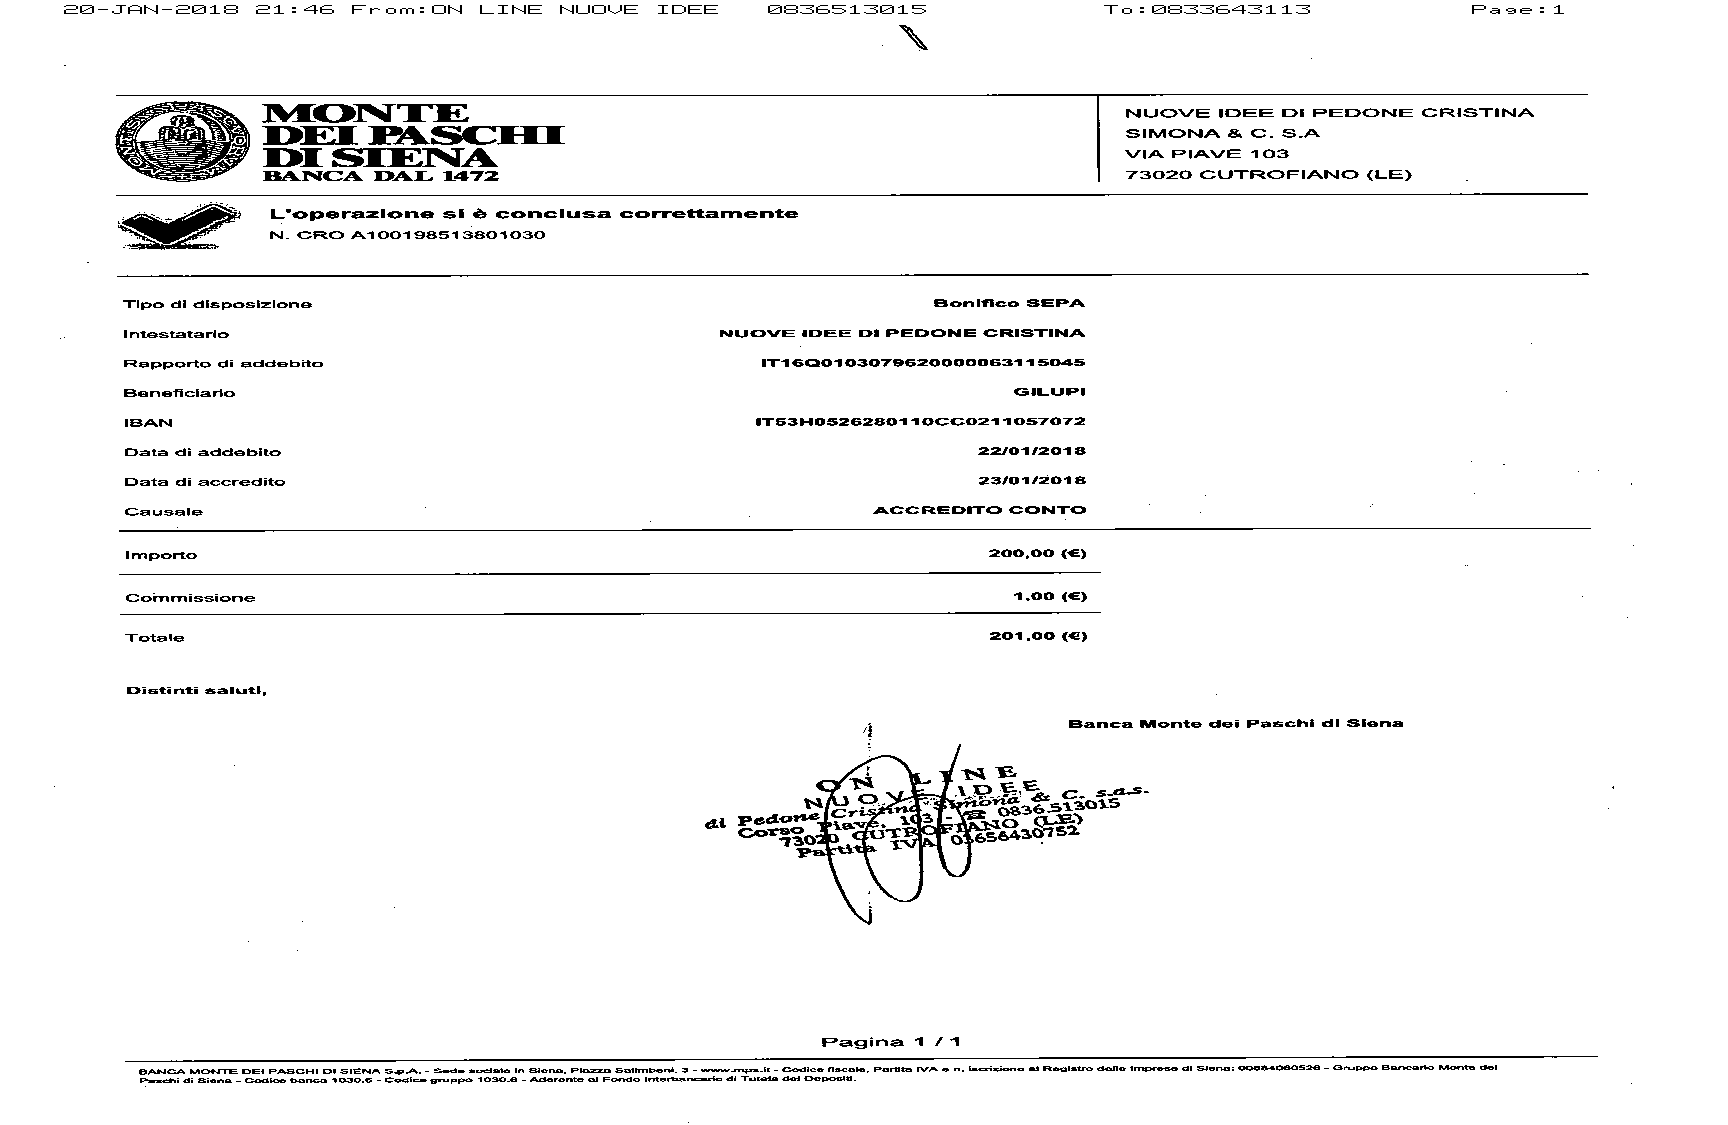 20-JAN-2018 21:46 From:ON LINE NUOVE IDEE 0836513015 To:0833643113 Page:1
MONTE
DEI PASCHI
DI SIENA
BANCA DAL 1472
NUOVE IDEE DI PEDONE CRISTINA
SIMONA & C. S.A
VIA PIAVE 103
73020 CUTROFIANO (LE)
L'operazione si è conclusa correttamente
N. CRO A100198513801030
Tipo di disposizione Bonifico SEPA
Intestatario NUOVE IDEE DI PEDONE CRISTINA
Rapporto di addebito IT16Q0103079620000063115045
Beneficiario GILUPI
IBAN IT53H0526280110CC0211057072
Data di addebito 22/01/2018
Data di accredito 23/01/2018
Causale ACCREDITO CONTO
Importo 200,00 (€)
Commissione 1,00 (€)
Totale 201,00 (€)
Distinti saluti,
Banca Monte dei Paschi di Siena
ON LINE
NUOVE IDEE
di Pedone Cristina Simona & C. s.a.s.
Corso Piave, 103 - ☎ 0836.513015
73020 CUTROFIANO (LE)
Partita IVA 03656430752
Pagina 1 / 1
BANCA MONTE DEI PASCHI DI SIENA S.p.A. - Sede sociale in Siena, Piazza Salimbeni, 3 - www.mps.it - Codice fiscale, Partita IVA e n. iscrizione al Registro delle Imprese di Siena: 00884060526 - Gruppo Bancario Monte dei
Paschi di Siena - Codice banca 1030.6 - Codice gruppo 1030.6 - Aderente al Fondo Interbancario di Tutela dei Depositi.